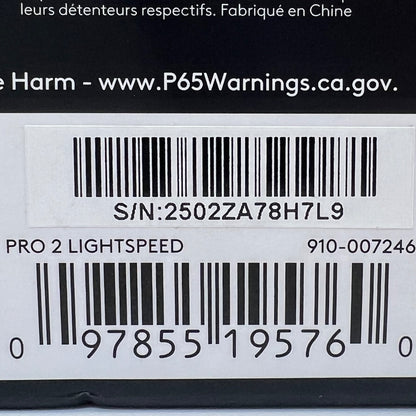 leurs détenteurs respectifs. Fabriqué en Chine
Harm - www.P65Warnings.ca.gov.
S/N:2502ZA78H7L9
PRO 2 LIGHTSPEED 910-007246
0 97855 19576 0